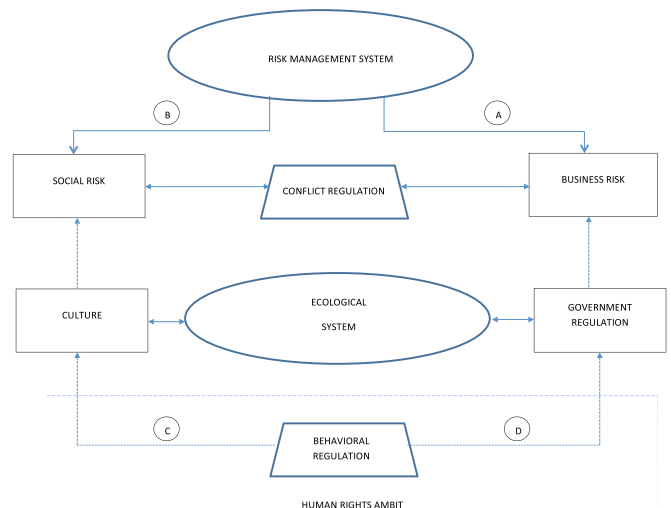 RISK MANAGEMENT SYSTEM
B
A
SOCIAL RISK
CONFLICT REGULATION
BUSINESS RISK
CULTURE
ECOLOGICAL
SYSTEM
GOVERNMENT
REGULATION
C
D
BEHAVIORAL
REGULATION
HUMAN RIGHTS AMBIT